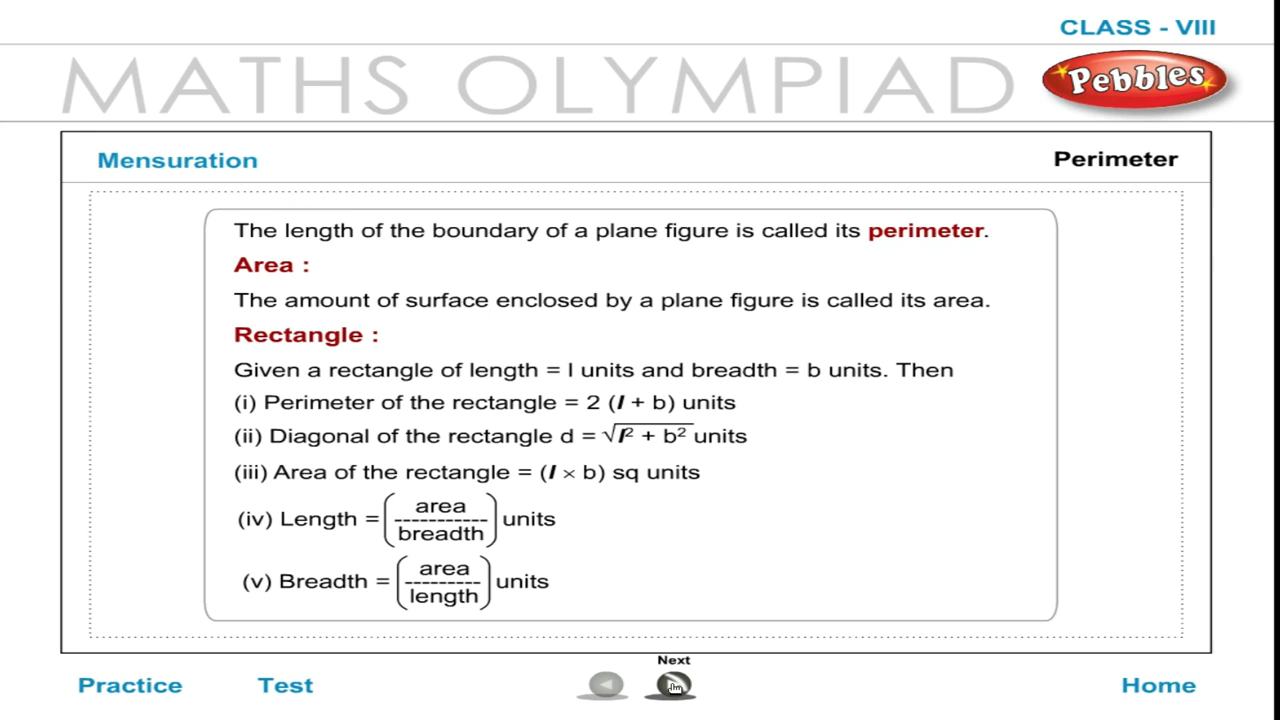 CLASS - VIII
MATHS OLYMPIAD
Pebbles
Mensuration
Perimeter
The length of the boundary of a plane figure is called its perimeter.
Area :
The amount of surface enclosed by a plane figure is called its area.
Rectangle :
Given a rectangle of length = l units and breadth = b units. Then
(i) Perimeter of the rectangle = 2 (l + b) units
(ii) Diagonal of the rectangle d = √l² + b² units
(iii) Area of the rectangle = (l × b) sq units
(iv) Length = (area / breadth) units
(v) Breadth = (area / length) units
Next
Practice
Test
Home